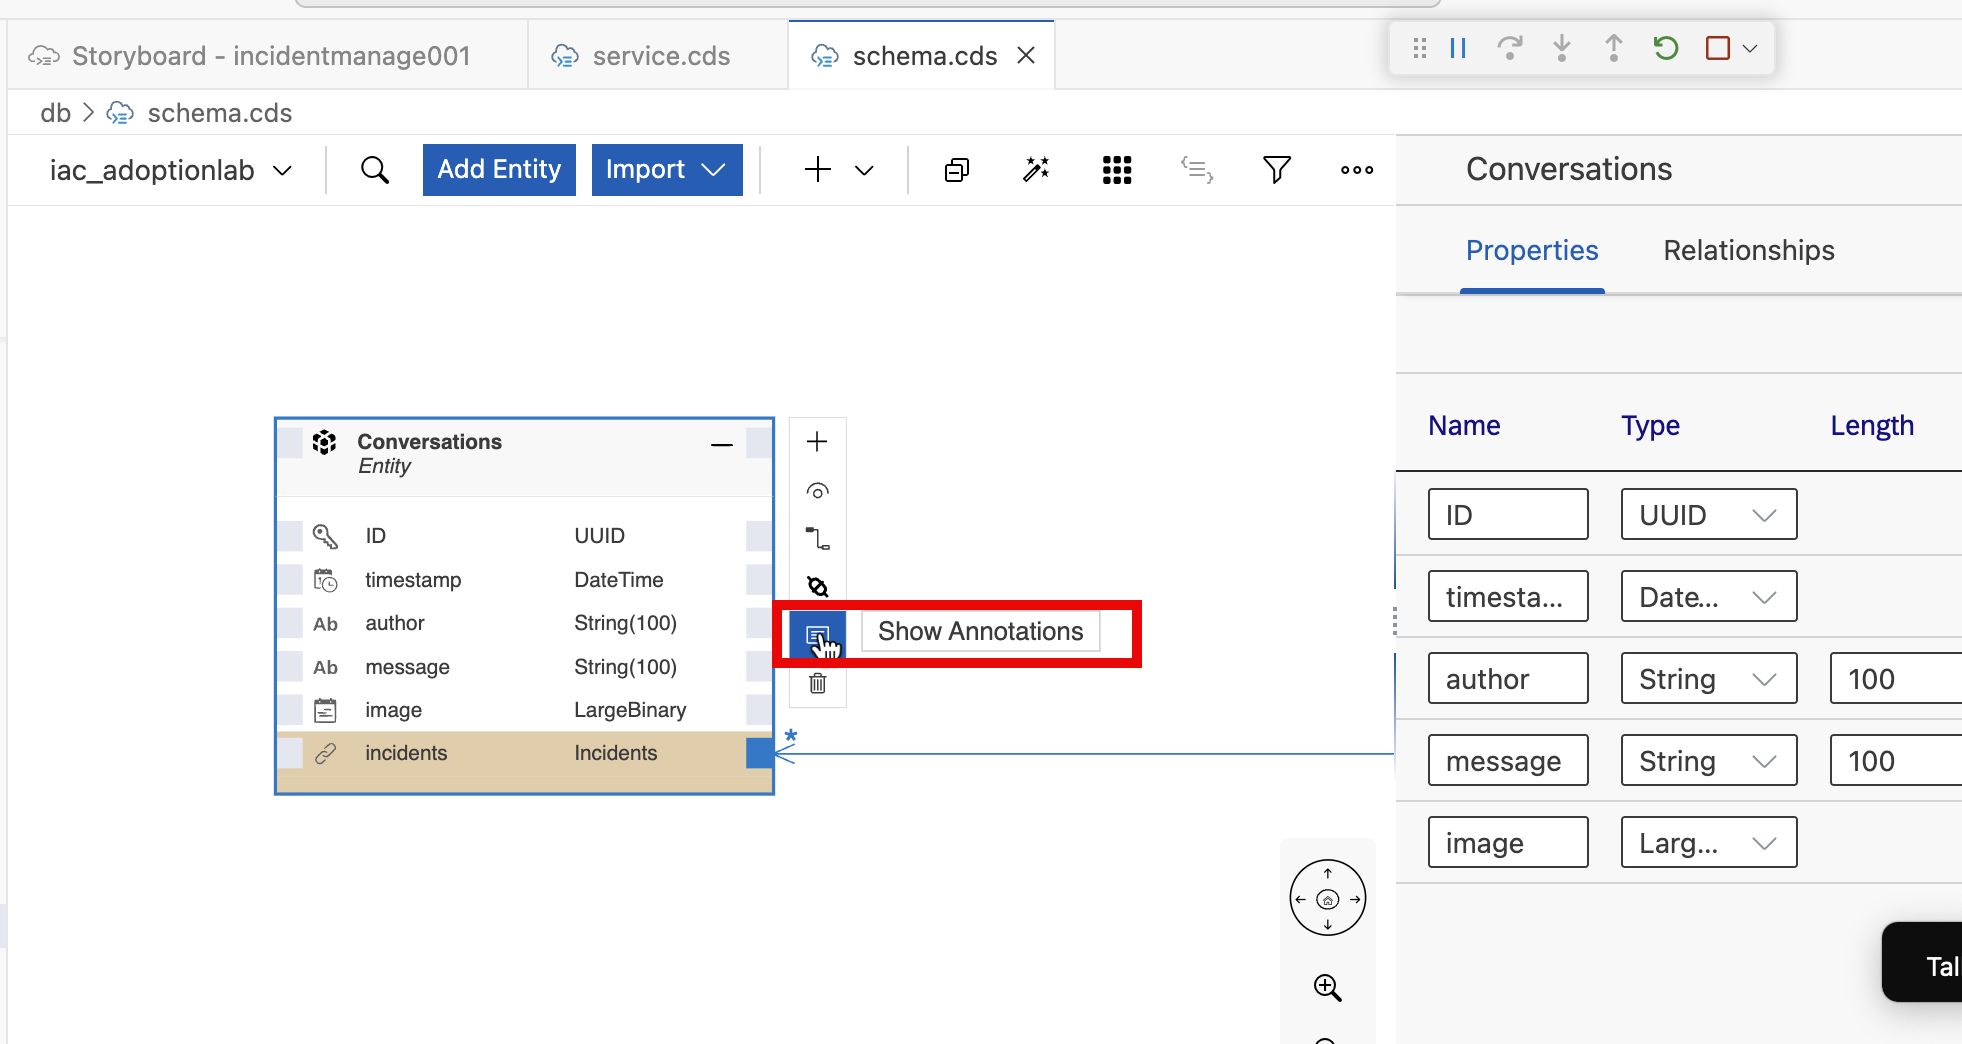 Storyboard - incidentmanage001
service.cds
schema.cds
db > schema.cds
iac_adoptionlab
Add Entity
Import
Conversations
Properties
Relationships
Name
Type
Length
ID
UUID
timesta...
Date...
author
String
100
message
String
100
image
Larg...
Conversations
Entity
ID UUID
timestamp DateTime
Ab author String(100)
Ab message String(100)
image LargeBinary
incidents Incidents
*
Show Annotations